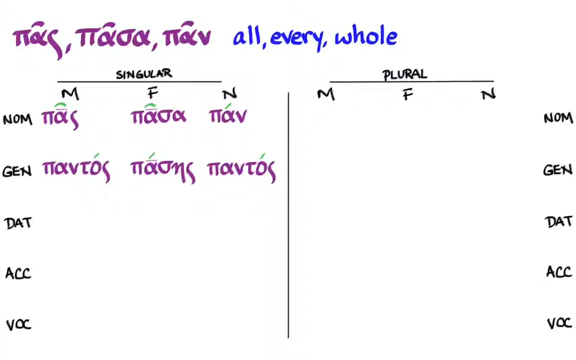 πᾶς, πᾶσα, πᾶν all, every, whole
SINGULAR PLURAL
M F N M F N
NOM πᾶς πᾶσα πάν NOM
GEN παντός πάσης παντός GEN
DAT DAT
ACC ACC
VOC VOC